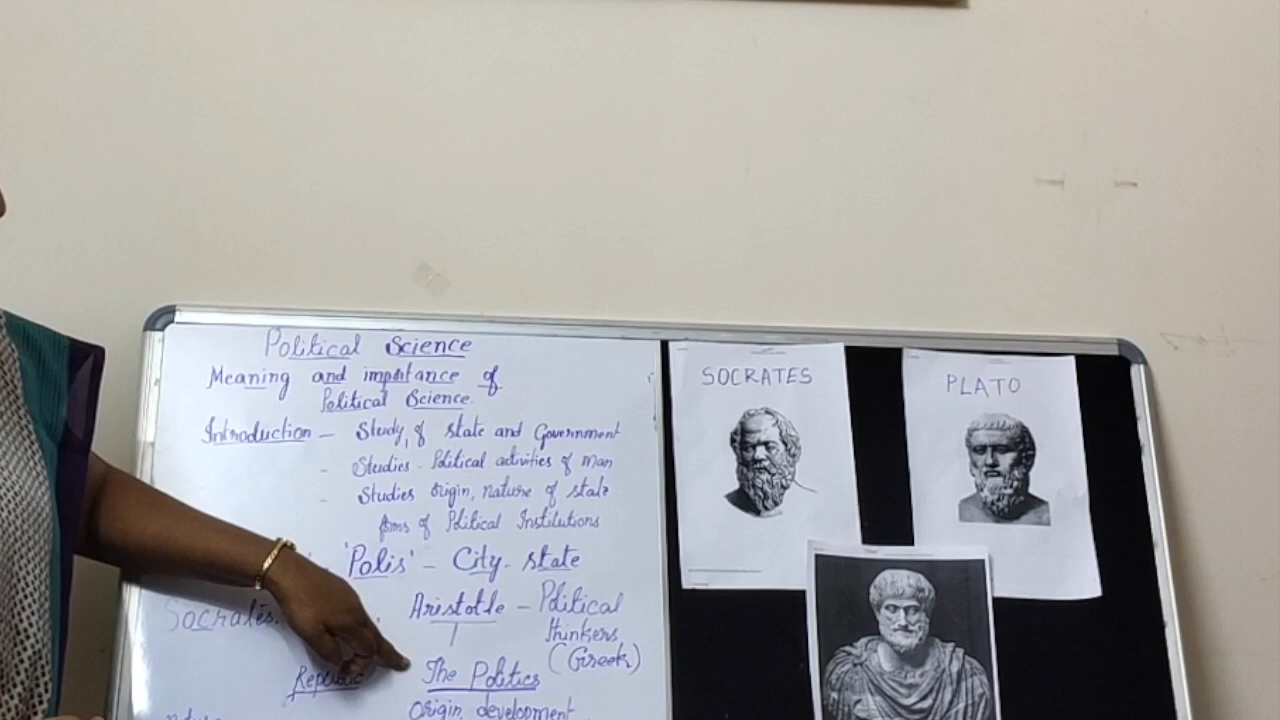 Political Science
Meaning and importance of
Political Science.
Introduction - Study of state and Government
- Studies - Political activities of Man
- Studies origin, nature of state
forms of Political Institutions
- 'Polis' - City-state
Socrates. Aristotle - Political
thinkers
(Greek)
Republic The Politics
nature origin development
SOCRATES
PLATO